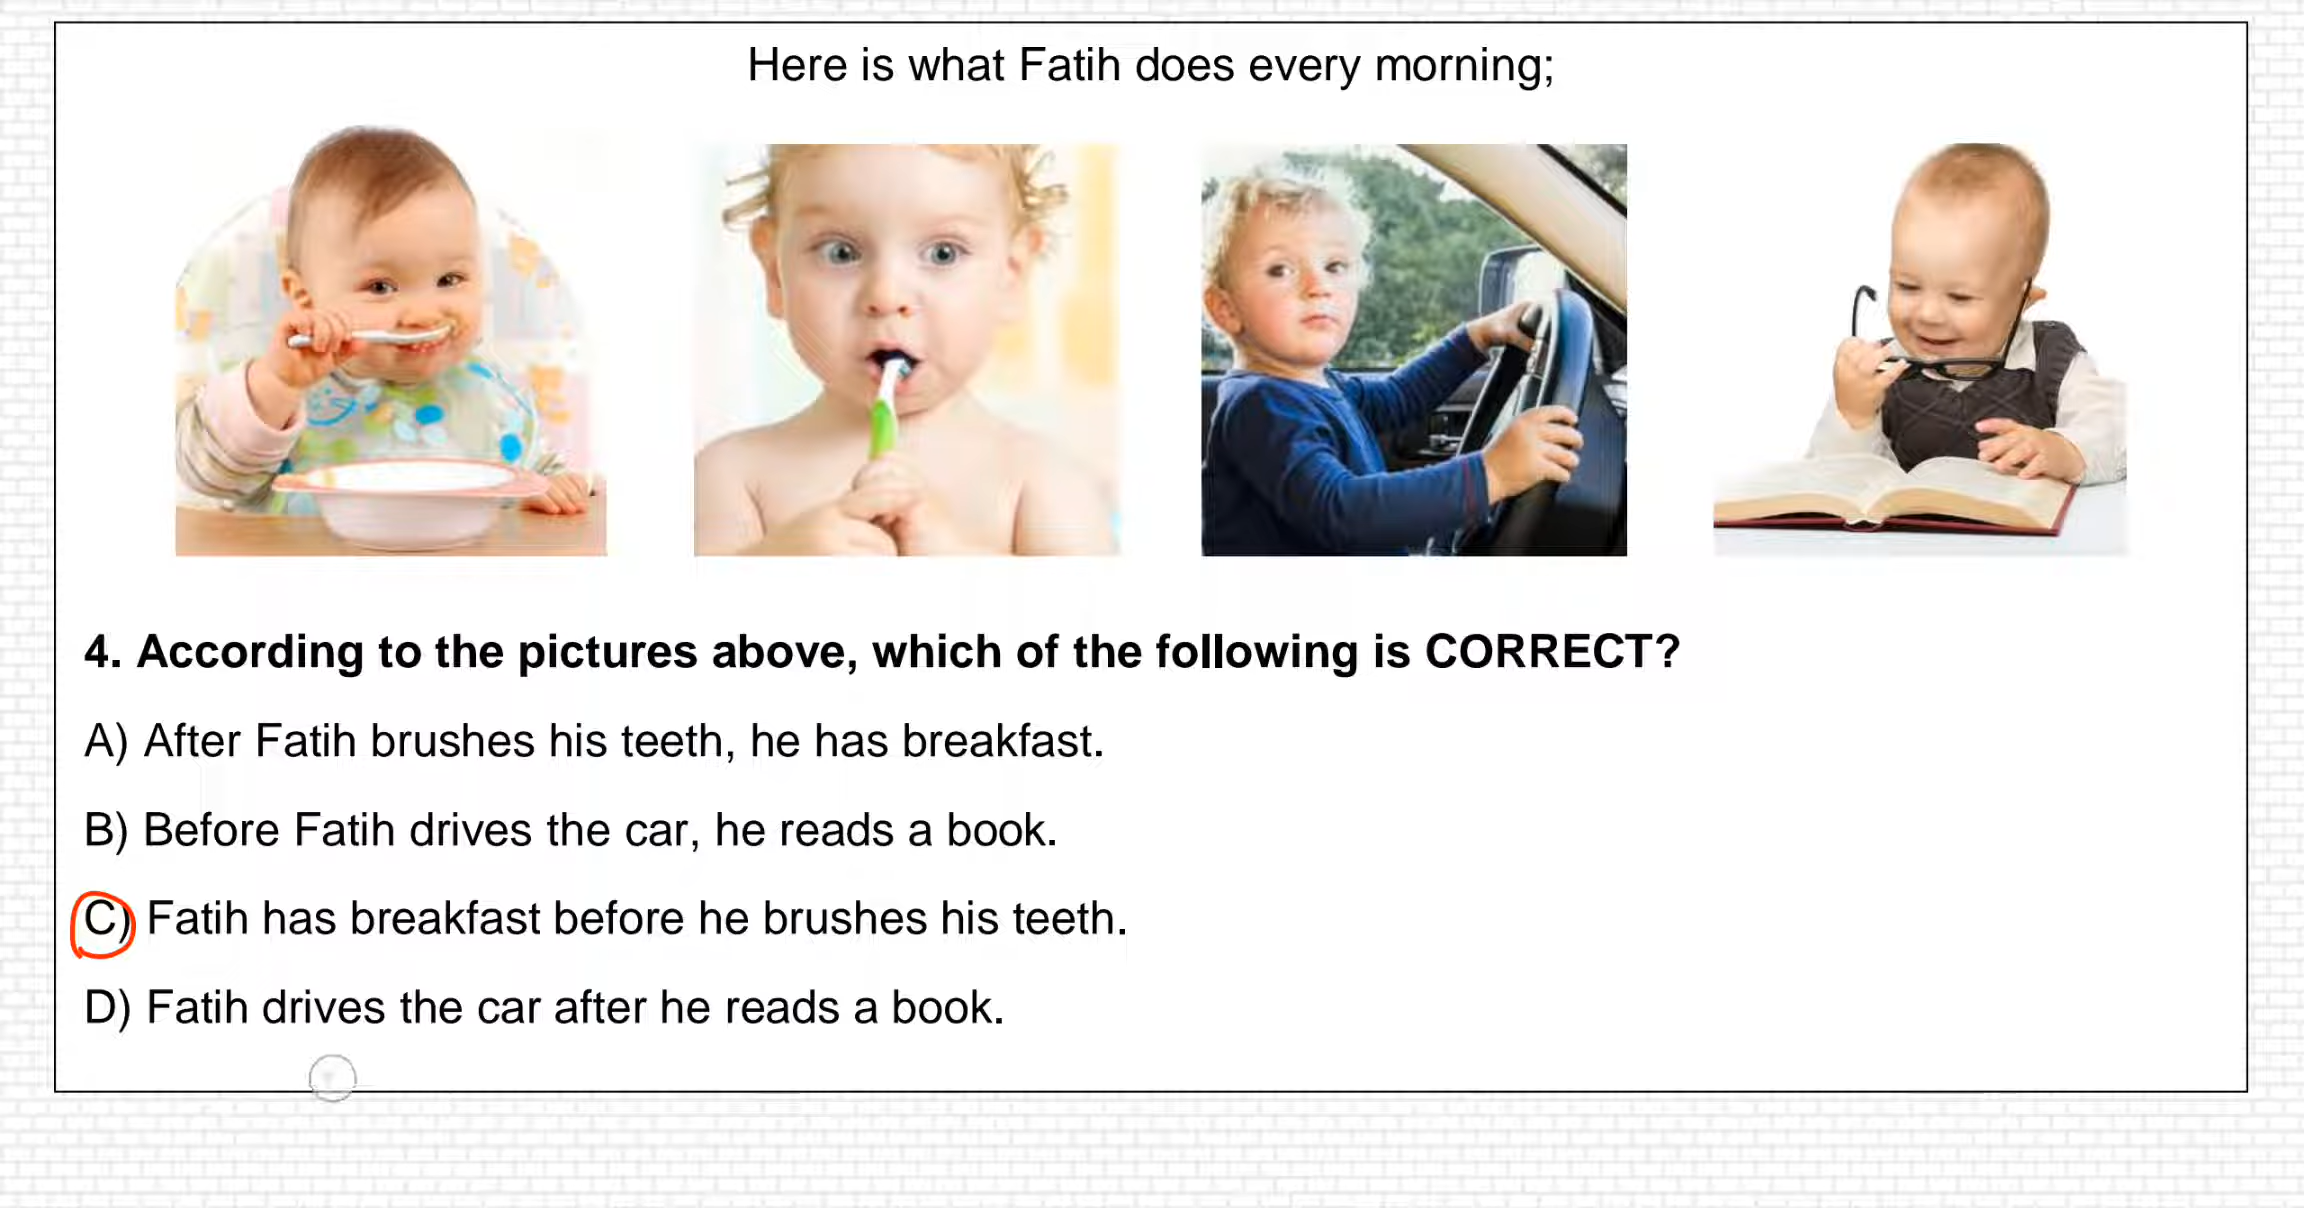 Here is what Fatih does every morning;
4. According to the pictures above, which of the following is CORRECT?
A) After Fatih brushes his teeth, he has breakfast.
B) Before Fatih drives the car, he reads a book.
C) Fatih has breakfast before he brushes his teeth.
D) Fatih drives the car after he reads a book.